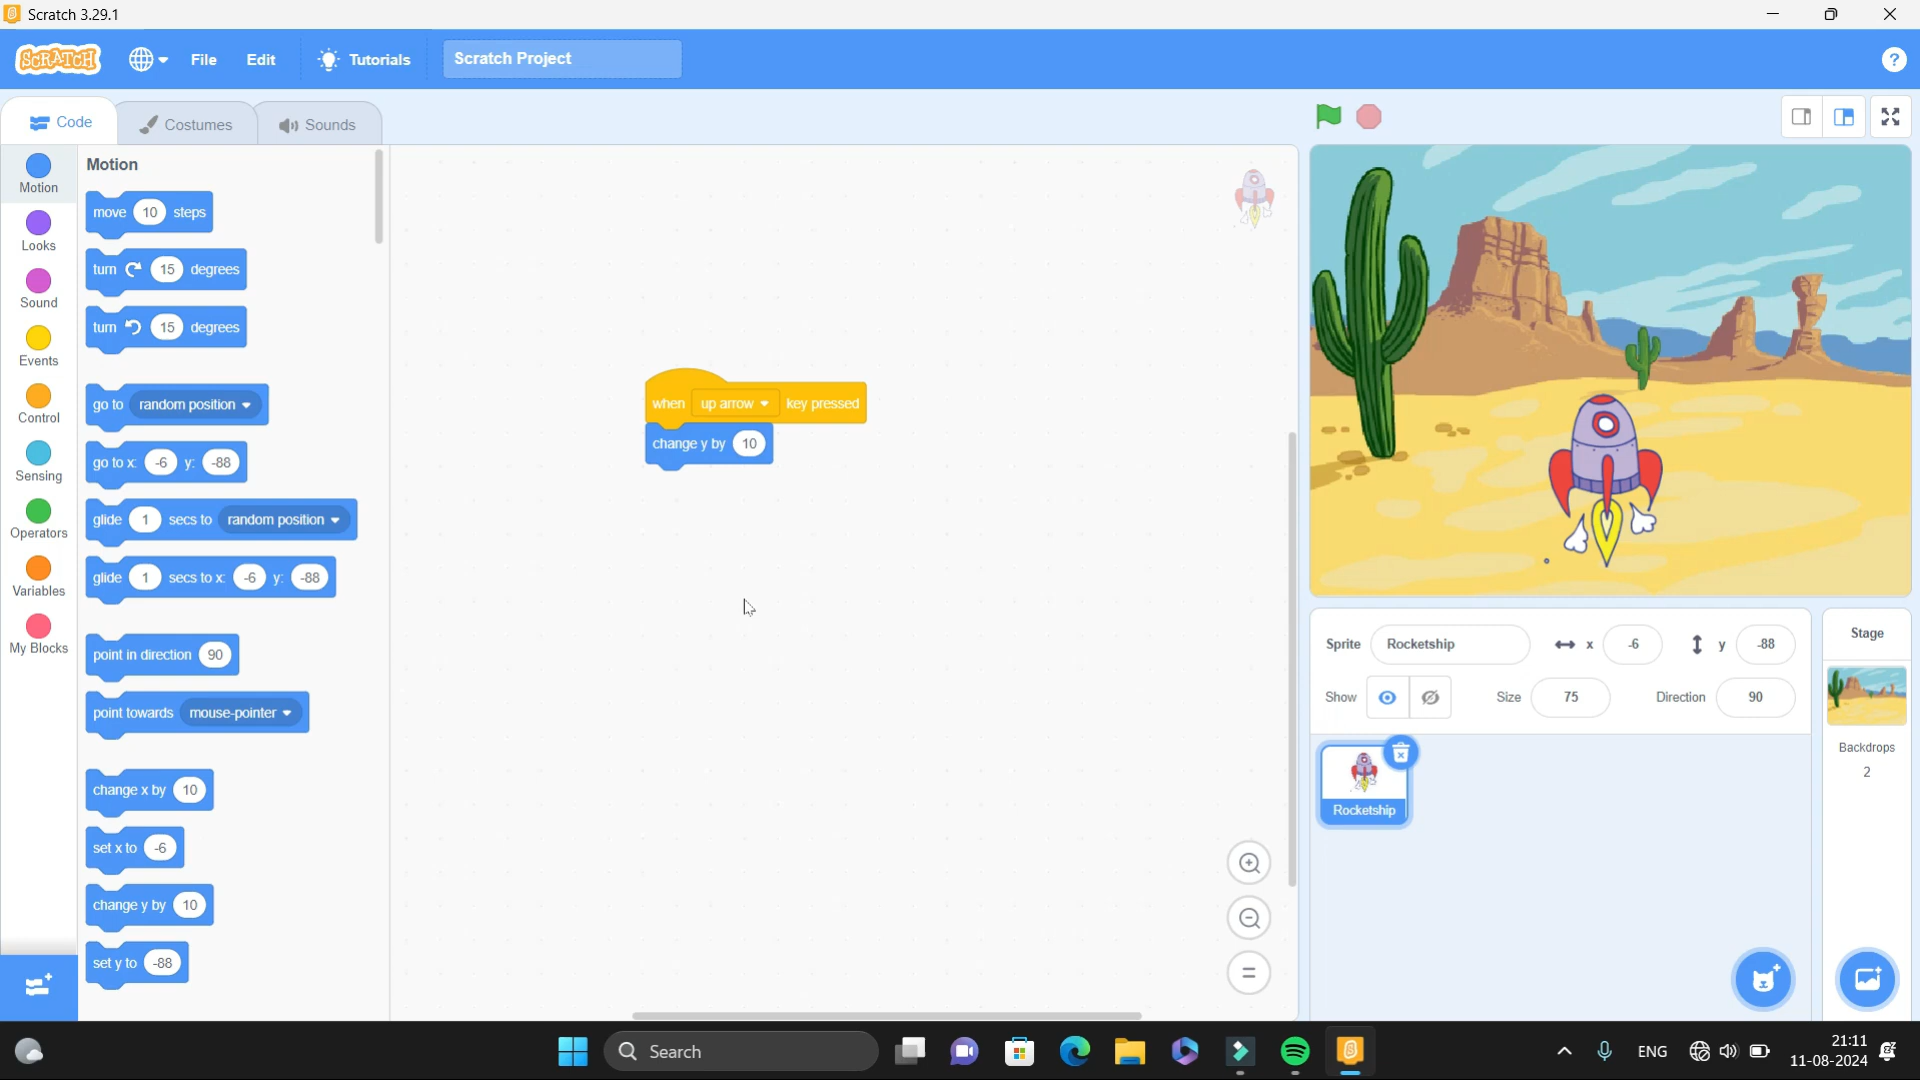 Scratch 3.29.1
SCRATCH File Edit Tutorials Scratch Project ?
Code Costumes Sounds
Motion
Looks
Sound
Events
Control
Sensing
Operators
Variables
My Blocks
Motion
move 10 steps
turn 15 degrees
turn 15 degrees
go to random position
go to x: -6 y: -88
glide 1 secs to random position
glide 1 secs to x: -6 y: -88
point in direction 90
point towards mouse-pointer
change x by 10
set x to -6
change y by 10
set y to -88
when up arrow key pressed
change y by 10
Sprite Rocketship x -6 y -88
Show Size 75 Direction 90
Rocketship
Stage
Backdrops
2
Search
ENG
21:11
11-08-2024